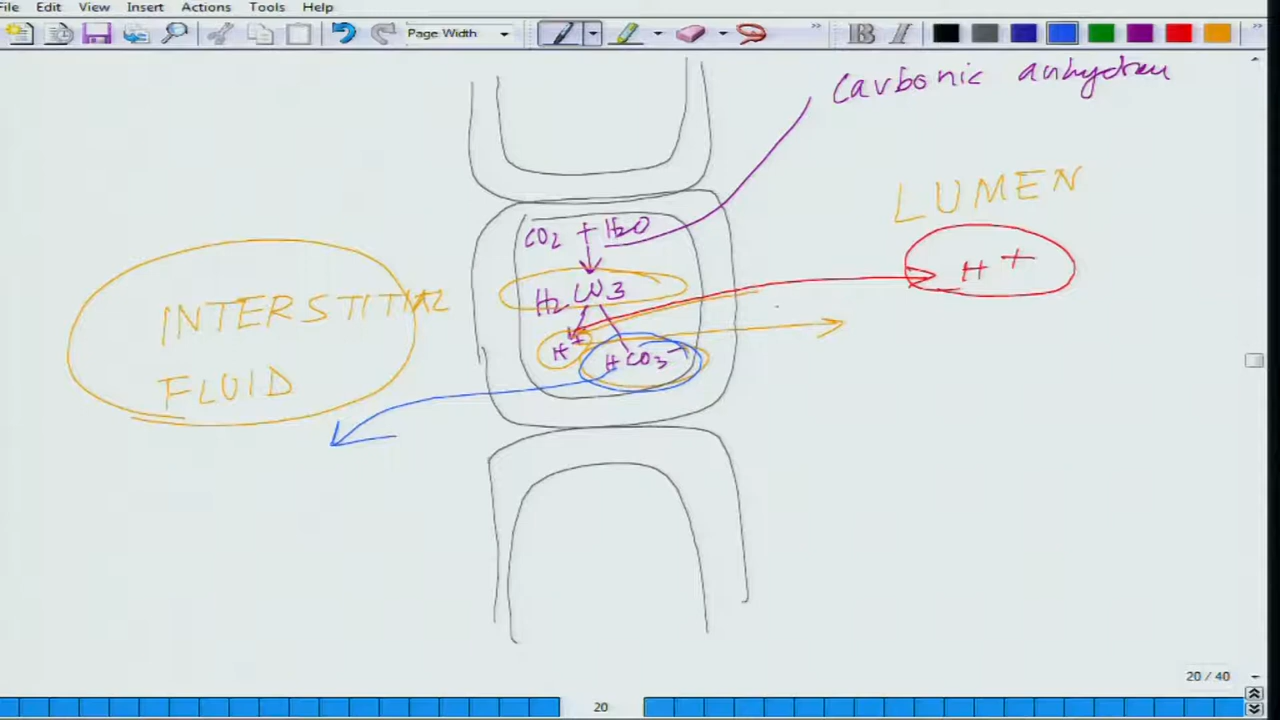 File Edit View Insert Actions Tools Help
Page Width
B I
Carbonic
LUMEN
CO2 + H2O
H2CO3
H+
INTERSTITIAL
H+
HCO3-
FLUID
20 / 40
20